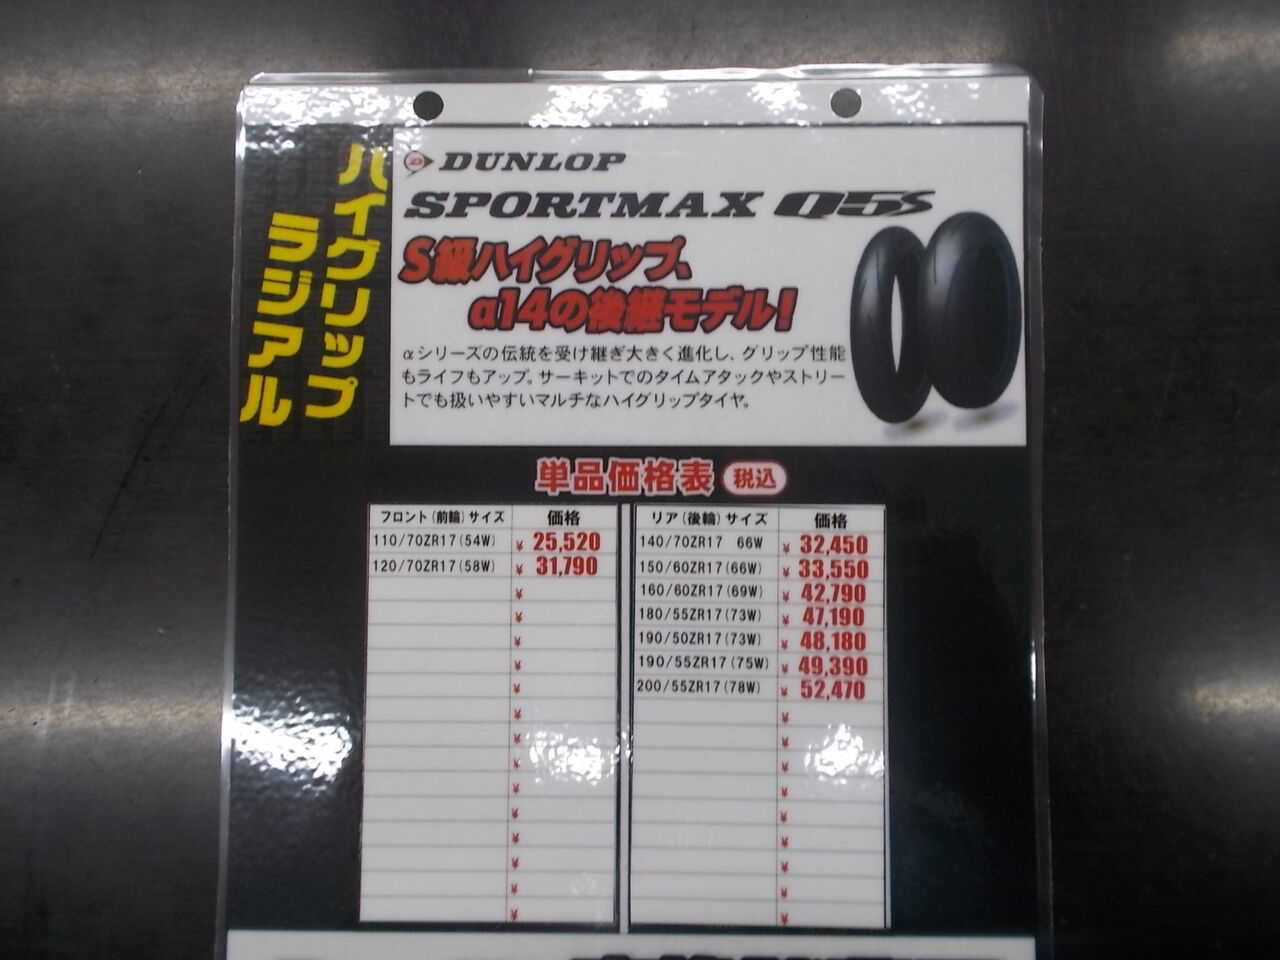 ハイグリップ
ラジアル
DUNLOP
SPORTMAX Q5S
S級ハイグリップ、
α14の後継モデル!
αシリーズの伝統を受け継ぎ大きく進化し、グリップ性能
もライフもアップ。サーキットでのタイムアタックやストリー
トでも扱いやすいマルチなハイグリップタイヤ。
単品価格表 税込
フロント(前輪)サイズ 価格
110/70ZR17(54W) ¥ 25,520
120/70ZR17(58W) ¥ 31,790
¥
¥
¥
¥
¥
¥
¥
¥
¥
¥
¥
¥
¥
¥
リア(後輪)サイズ 価格
140/70ZR17 66W ¥ 32,450
150/60ZR17(66W) ¥ 33,550
160/60ZR17(69W) ¥ 42,790
180/55ZR17(73W) ¥ 47,190
190/50ZR17(73W) ¥ 48,180
190/55ZR17(75W) ¥ 49,390
200/55ZR17(78W) ¥ 52,470
¥
¥
¥
¥
¥
¥
¥
¥
¥